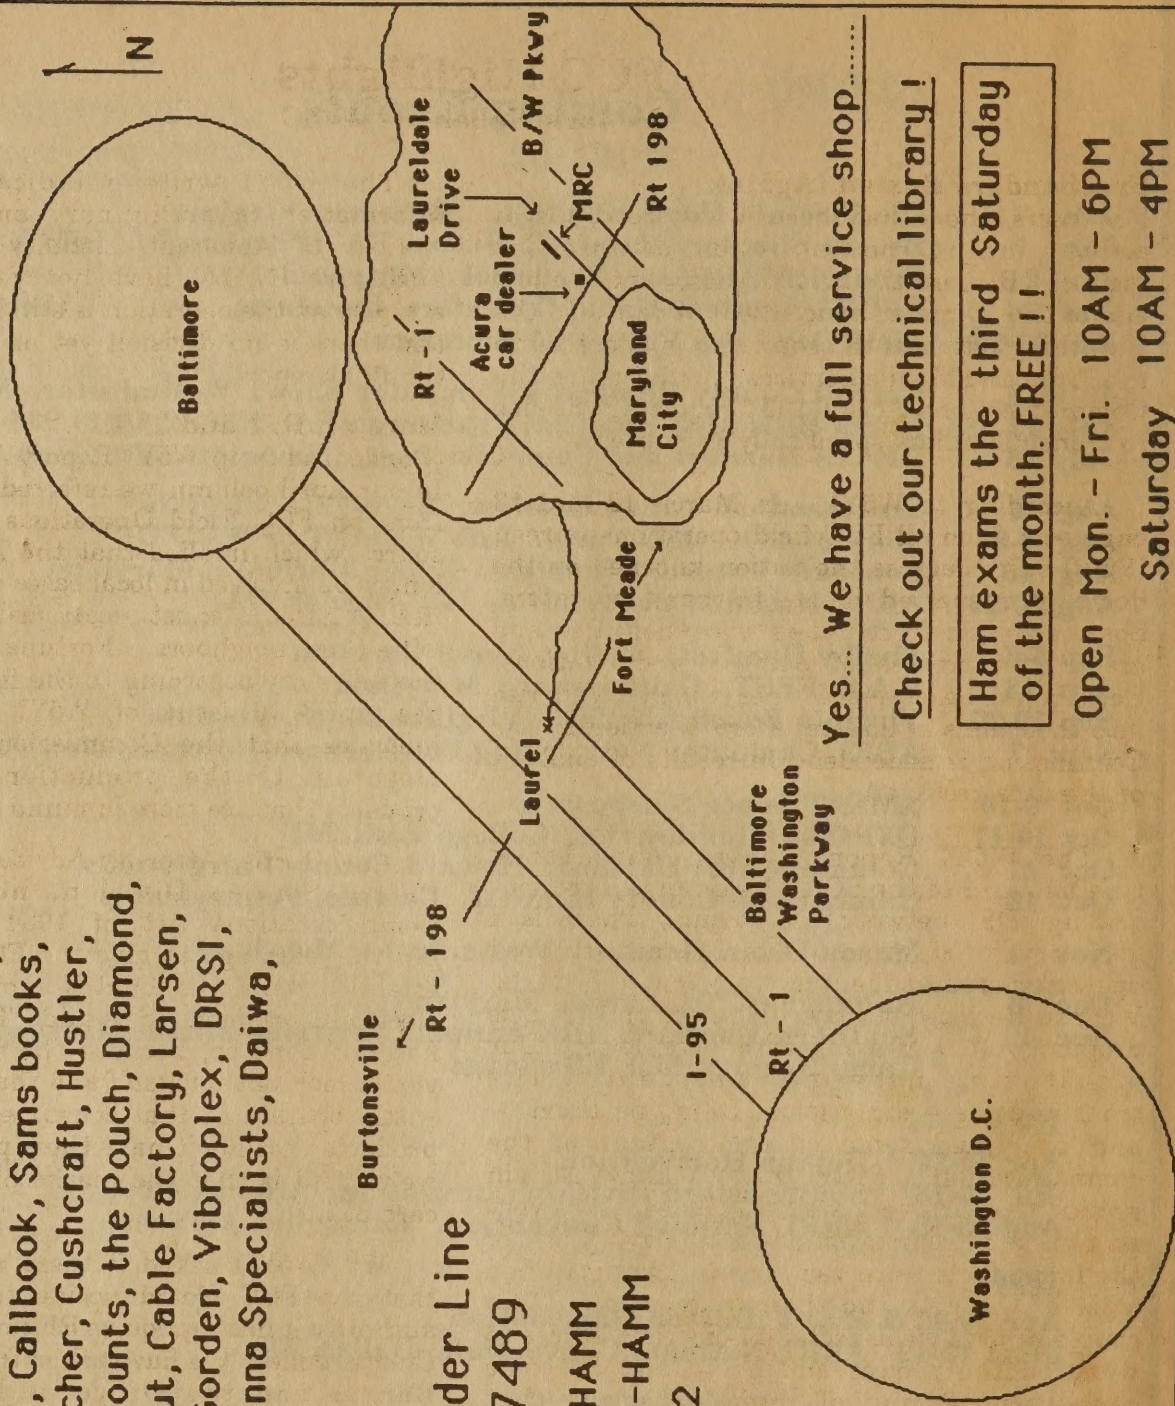 , Callbook, Sams books,
cher, Cushcraft, Hustler,
ounts, the Pouch, Diamond,
ut, Cable Factory, Larsen,
Gorden, Vibroplex, DRSI,
nna Specialists, Daiwa,
der Line
7489
HAMM
-HAMM
2
N
Baltimore
Burtonsville
Rt - 198
Laurel
Fort Meade
I-95
Rt - 1
Baltimore
Washington
Parkway
Washington D.C.
Rt - 1
Laureldale
Drive
B/W Pkwy
Acura
car dealer
MRC
Rt 198
Maryland
City
Yes... We have a full service shop........
Check out our technical library !
Ham exams the third Saturday
of the month. FREE ! !
Open Mon. - Fri. 10AM - 6PM
Saturday 10AM - 4PM